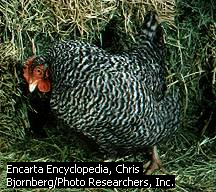 Encarta Encyclopedia, Chris
Bjornberg/Photo Researchers, Inc.